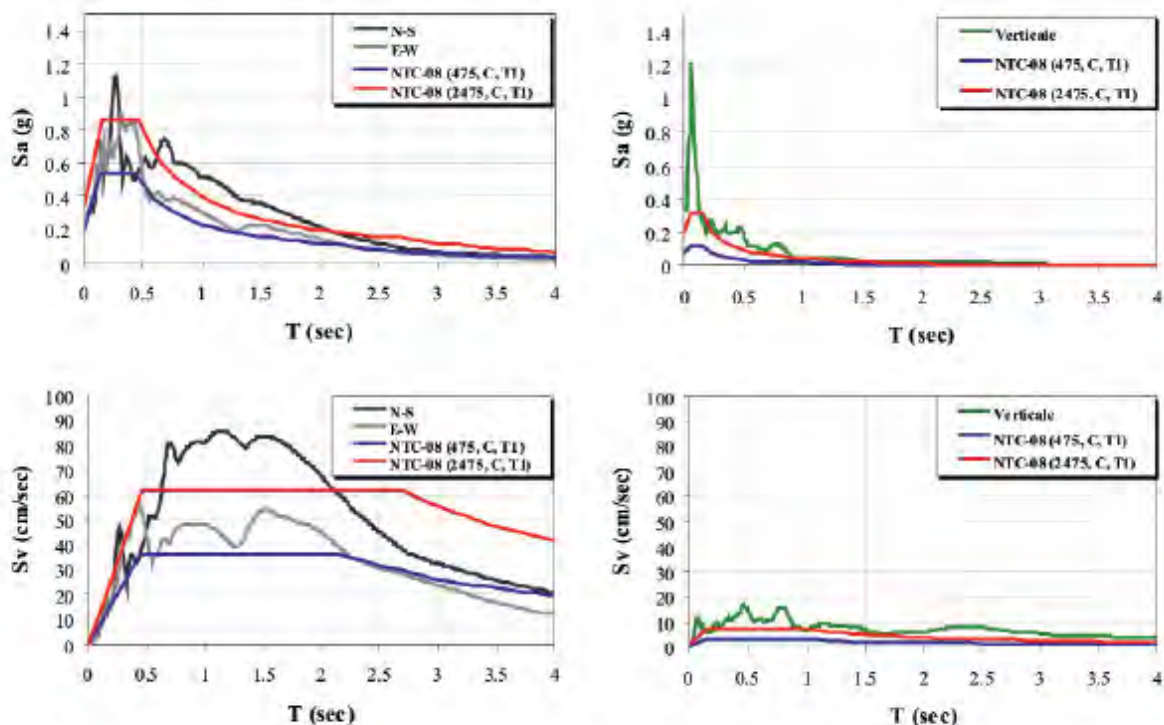 1.4
1.2
1
0.8
0.6
0.4
0.2
0
Sa (g)
0 0.5 1 1.5 2 2.5 3 3.5 4
T (sec)
N-S
E-W
NTC-08 (475, C, T1)
NTC-08 (2475, C, T1)
1.4
1.2
1
0.8
0.6
0.4
0.2
0
Sa (g)
0 0.5 1 1.5 2 2.5 3 3.5 4
T (sec)
Verticale
NTC-08 (475, C, T1)
NTC-08 (2475, C, T1)
100
90
80
70
60
50
40
30
20
10
0
Sv (cm/sec)
0 0.5 1 1.5 2 2.5 3 3.5 4
T (sec)
N-S
E-W
NTC-08 (475, C, T1)
NTC-08 (2475, C, T1)
100
90
80
70
60
50
40
30
20
10
0
Sv (cm/sec)
0 0.5 1 1.5 2 2.5 3 3.5 4
T (sec)
Verticale
NTC-08 (475, C, T1)
NTC-08 (2475, C, T1)